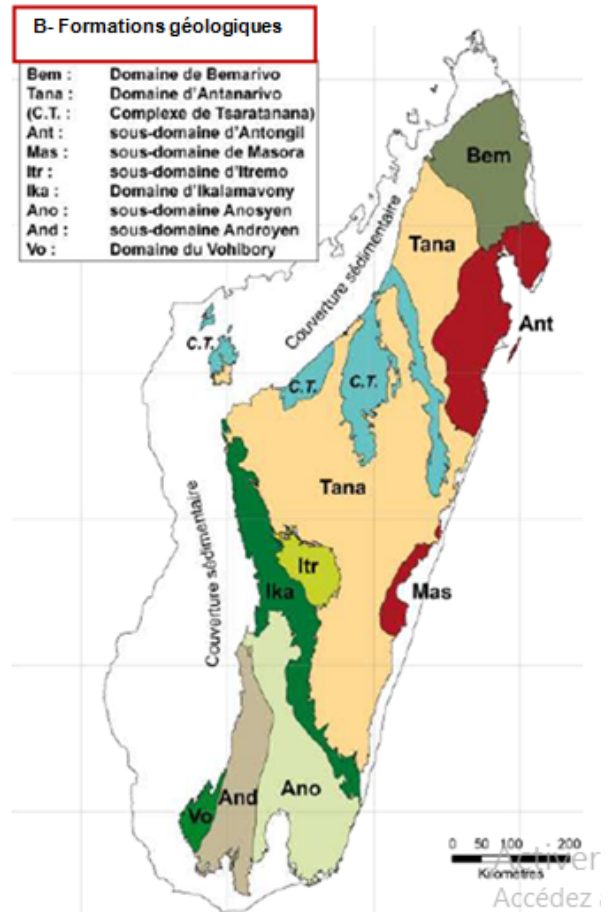 B- Formations géologiques
Bem : Domaine de Bemarivo
Tana : Domaine d'Antanarivo
(C.T. : Complexe de Tsaratanana)
Ant : sous-domaine d'Antongil
Mas : sous-domaine de Masora
Itr : sous-domaine d'Itremo
Ika : Domaine d'Ikalamavony
Ano : sous-domaine Anosyen
And : sous-domaine Androyen
Vo : Domaine du Vohibory
Bem
Couverture sédimentaire
Tana
Ant
C.T.
C.T.
C.T.
Tana
Couverture sédimentaire
Itr
Ika
Mas
And
Ano
Vo
0 50 100 200
Kilomètres
Activer
Accédez a